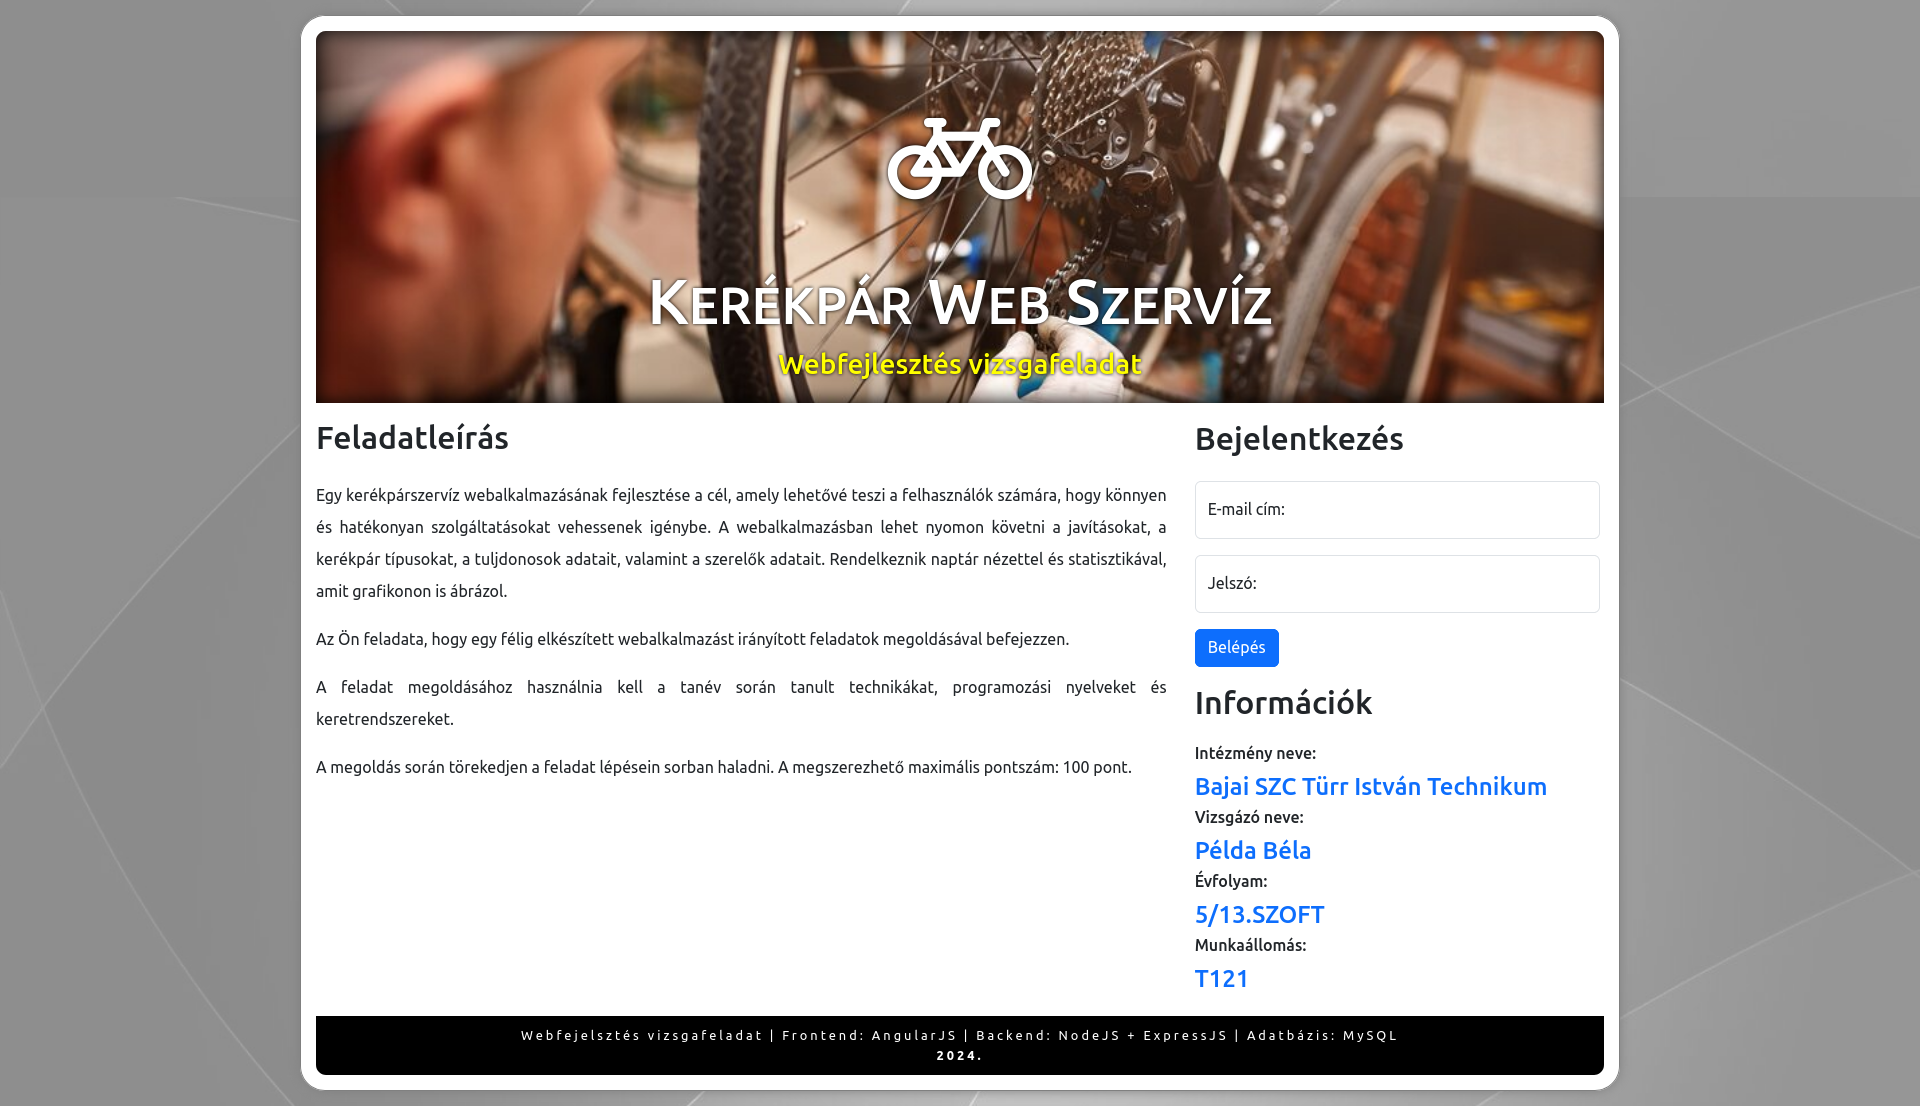 Kerékpár Web Szervíz
Webfejlesztés vizsgafeladat
Feladatleírás
Egy kerékpárszervíz webalkalmazásának fejlesztése a cél, amely lehetővé teszi a felhasználók számára, hogy könnyen
és hatékonyan szolgáltatásokat vehessenek igénybe. A webalkalmazásban lehet nyomon követni a javításokat, a
kerékpár típusokat, a tuljdonosok adatait, valamint a szerelők adatait. Rendelkeznik naptár nézettel és statisztikával,
amit grafikonon is ábrázol.
Az Ön feladata, hogy egy félig elkészített webalkalmazást irányított feladatok megoldásával befejezzen.
A feladat megoldásához használnia kell a tanév során tanult technikákat, programozási nyelveket és
keretrendszereket.
A megoldás során törekedjen a feladat lépésein sorban haladni. A megszerezhető maximális pontszám: 100 pont.
Bejelentkezés
E-mail cím:
Jelszó:
Belépés
Információk
Intézmény neve:
Bajai SZC Türr István Technikum
Vizsgázó neve:
Példa Béla
Évfolyam:
5/13.SZOFT
Munkaállomás:
T121
Webfejelsztés vizsgafeladat | Frontend: AngularJS | Backend: NodeJS + ExpressJS | Adatbázis: MySQL
2024.